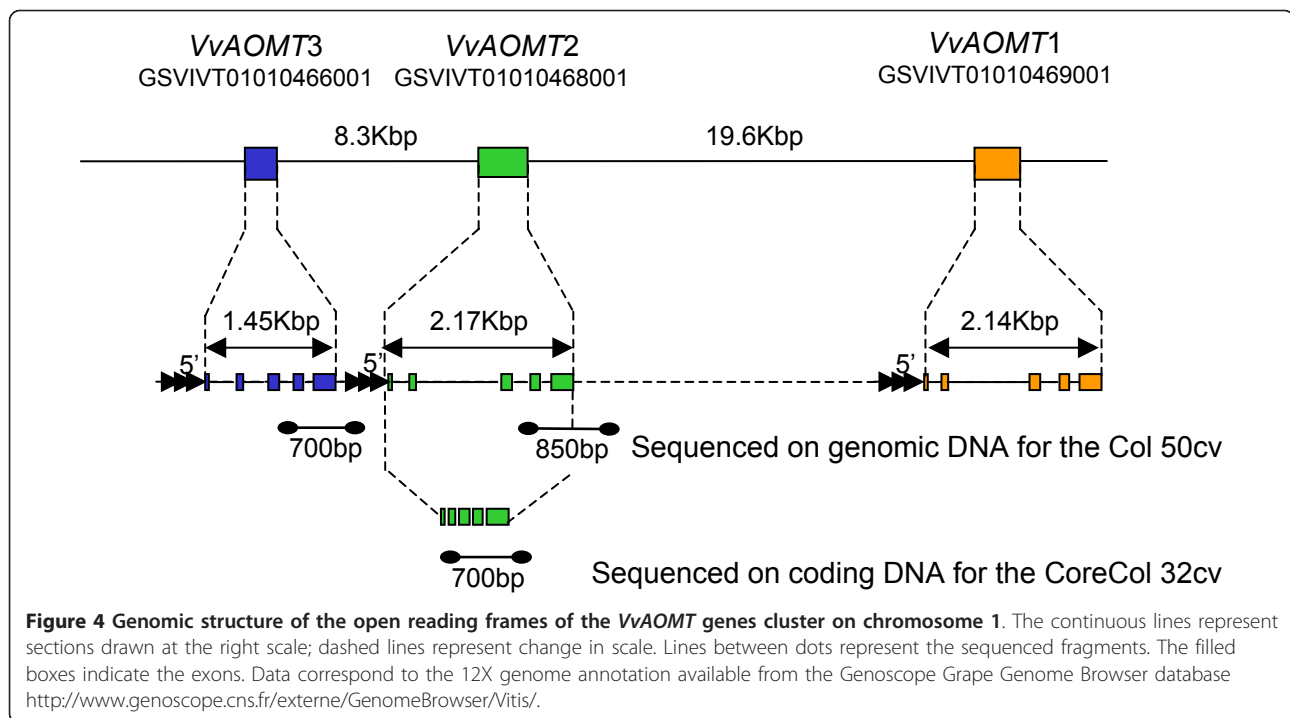 VvAOMT3
VvAOMT2
VvAOMT1
GSVIVT01010466001
GSVIVT01010468001
GSVIVT01010469001
8.3Kbp
19.6Kbp
1.45Kbp
2.17Kbp
2.14Kbp
5’
5’
5’
700bp
850bp
Sequenced on genomic DNA for the Col 50cv
700bp
Sequenced on coding DNA for the CoreCol 32cv
Figure 4 Genomic structure of the open reading frames of the VvAOMT genes cluster on chromosome 1. The continuous lines represent
sections drawn at the right scale; dashed lines represent change in scale. Lines between dots represent the sequenced fragments. The filled
boxes indicate the exons. Data correspond to the 12X genome annotation available from the Genoscope Grape Genome Browser database
http://www.genoscope.cns.fr/externe/GenomeBrowser/Vitis/.